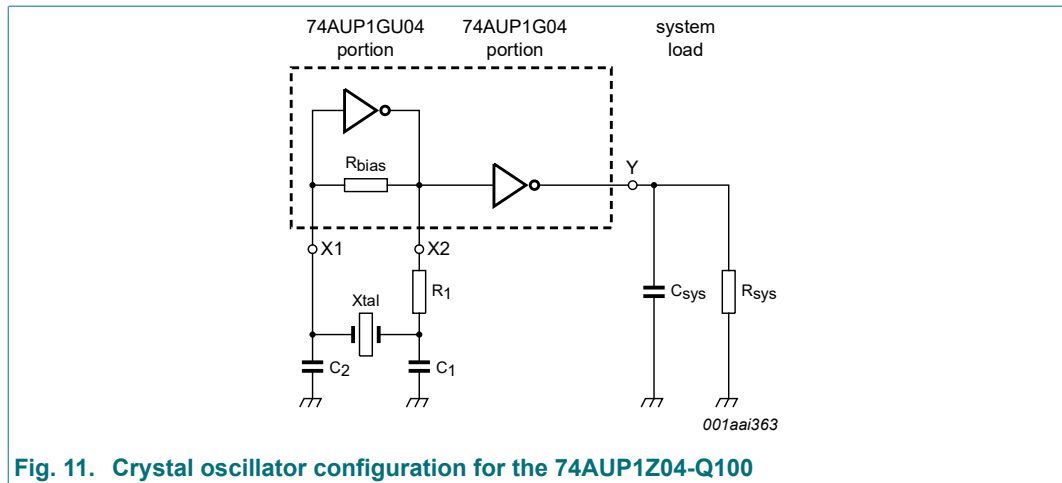 74AUP1GU04
portion
74AUP1G04
portion
system
load
Rbias
Y
X1
X2
R1
Xtal
C2
C1
Csys
Rsys
001aai363
Fig. 11. Crystal oscillator configuration for the 74AUP1Z04-Q100